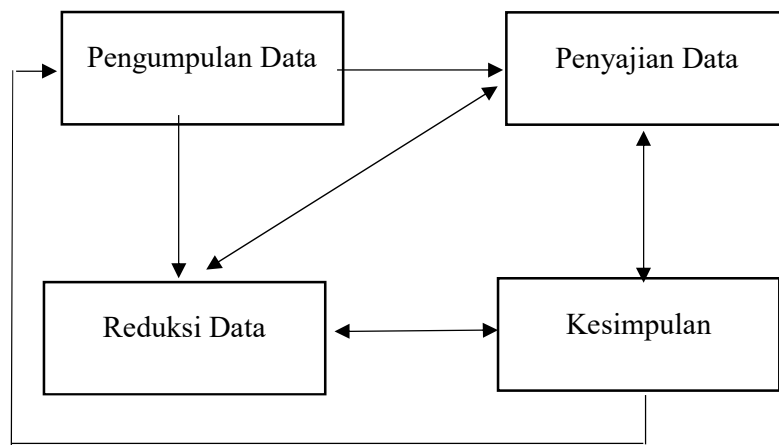 Pengumpulan Data
Penyajian Data
Reduksi Data
Kesimpulan